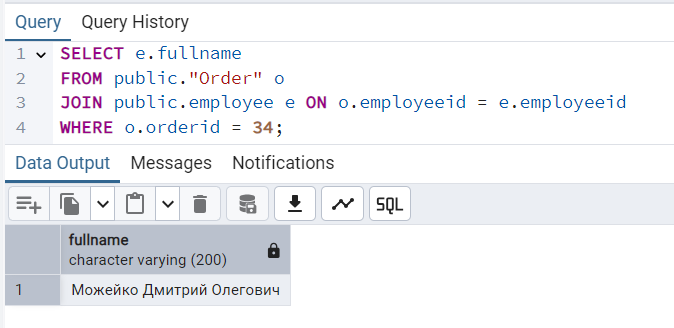 Query Query History
1 SELECT e.fullname
2 FROM public."Order" o
3 JOIN public.employee e ON o.employeeid = e.employeeid
4 WHERE o.orderid = 34;
Data Output Messages Notifications
SQL
fullname
character varying (200)
1 Можейко Дмитрий Олегович